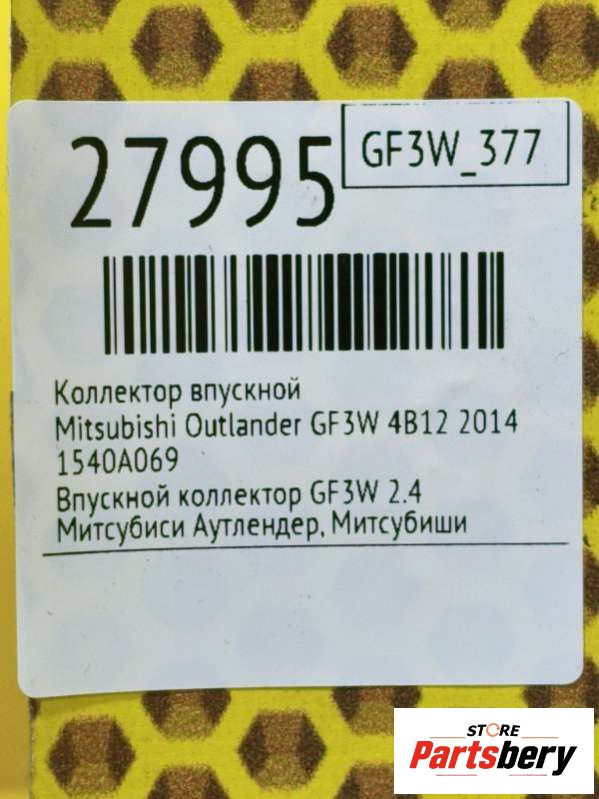 27995
GF3W_377
Коллектор впускной
Mitsubishi Outlander GF3W 4B12 2014
1540A069
Впускной коллектор GF3W 2.4
Митсубиси Аутлендер, Митсубиши
STORE
Partsbery